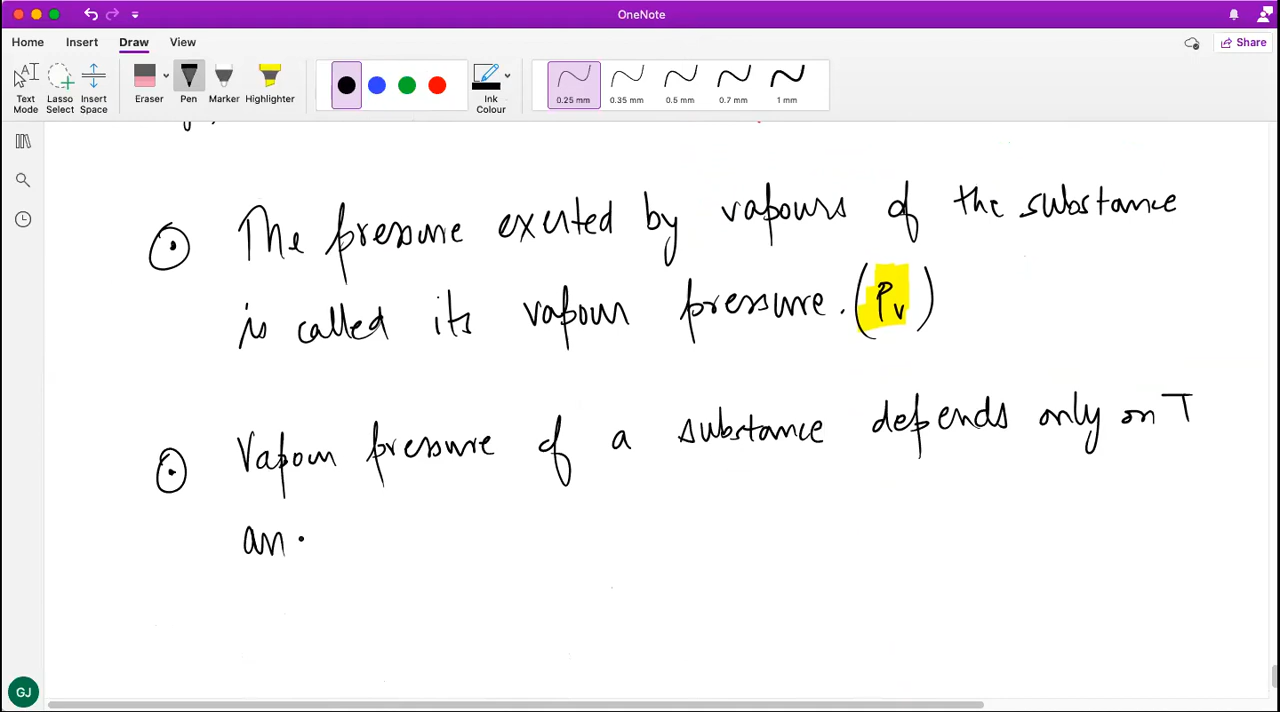 OneNote
Home Insert Draw View
Share
Text Mode
Lasso Select
Insert Space
Eraser
Pen
Marker
Highlighter
Ink Colour
0.25 mm
0.35 mm
0.5 mm
0.7 mm
1 mm
The pressure exerted by vapours of the substance
is called its vapour pressure. (Pv)
Vapour pressure of a substance depends only on T
an
GJ